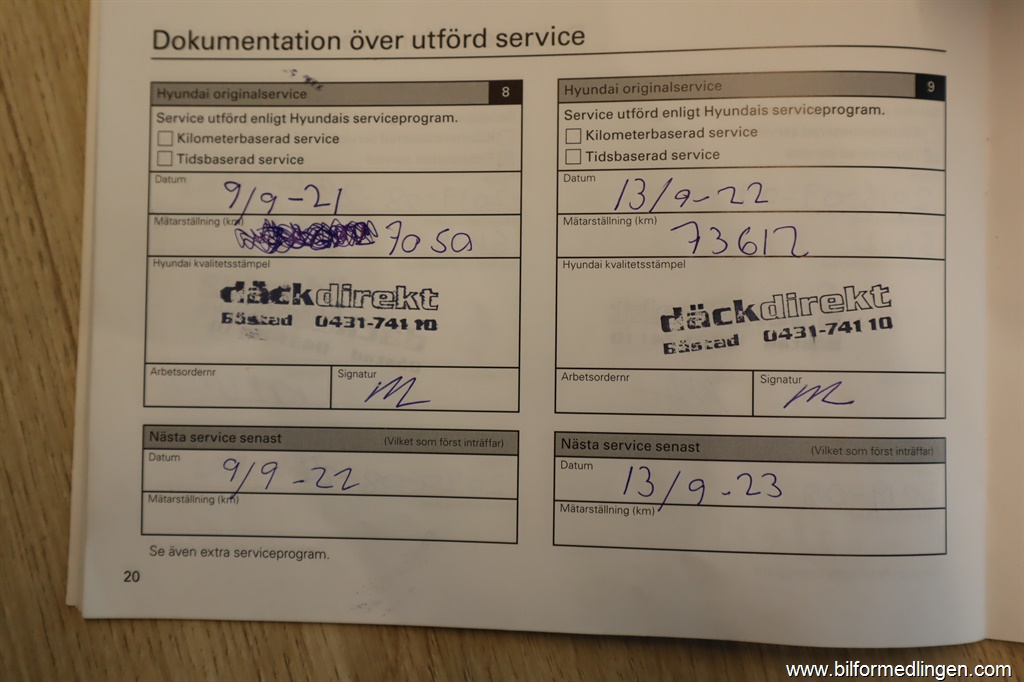 Dokumentation över utförd service
Hyundai originalservice 8
Service utförd enligt Hyundais serviceprogram.
Kilometerbaserad service
Tidsbaserad service
Datum
9/9-21
Mätarställning (km)
7050
Hyundai kvalitetsstämpel
däckdirekt
Båstad 0431-741 10
Arbetsordernr
Signatur
Nästa service senast (Vilket som först inträffar)
Datum
9/9-22
Mätarställning (km)
Se även extra serviceprogram.
20
Hyundai originalservice 9
Service utförd enligt Hyundais serviceprogram.
Kilometerbaserad service
Tidsbaserad service
Datum
13/9-22
Mätarställning (km)
73612
Hyundai kvalitetsstämpel
däckdirekt
Båstad 0431-741 10
Arbetsordernr
Signatur
Nästa service senast (Vilket som först inträffar)
Datum
13/9-23
Mätarställning (km)
www.bilformedlingen.com